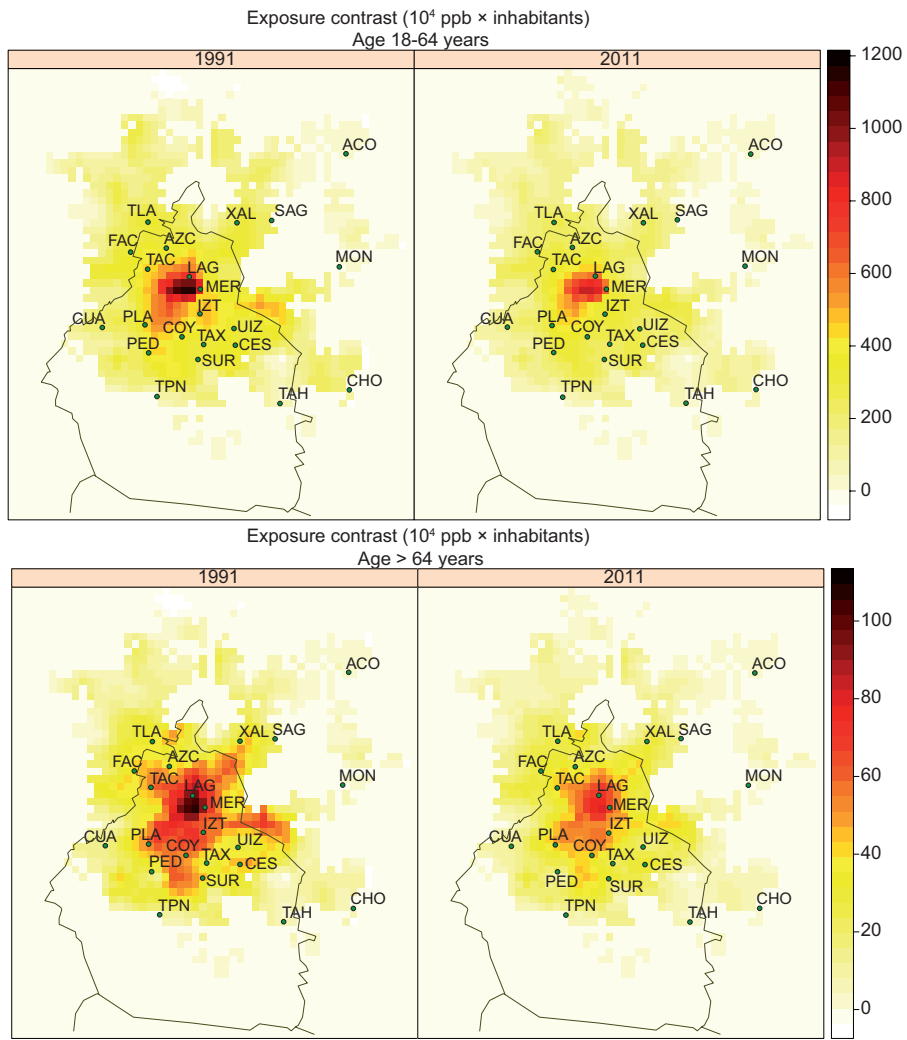 Exposure contrast (10⁴ ppb × inhabitants)
Age 18-64 years
1991 2011
1200
1000
800
600
400
200
0
ACO
TLA XAL SAG
FAC AZC
TAC MON
LAG
MER
IZT
CUA PLA COY UIZ
TAX
PED CES
SUR
TPN CHO
TAH
ACO
TLA XAL SAG
FAC AZC
TAC MON
LAG
MER
IZT
CUA PLA COY UIZ
TAX
PED CES
SUR
TPN CHO
TAH
Exposure contrast (10⁴ ppb × inhabitants)
Age > 64 years
1991 2011
100
80
60
40
20
0
ACO
TLA XAL SAG
FAC AZC
TAC MON
LAG
MER
IZT
CUA PLA COY UIZ
PED TAX CES
SUR
TPN CHO
TAH
ACO
TLA XAL SAG
FAC AZC
TAC MON
LAG
MER
IZT
CUA PLA COY UIZ
TAX CES
PED SUR
TPN CHO
TAH